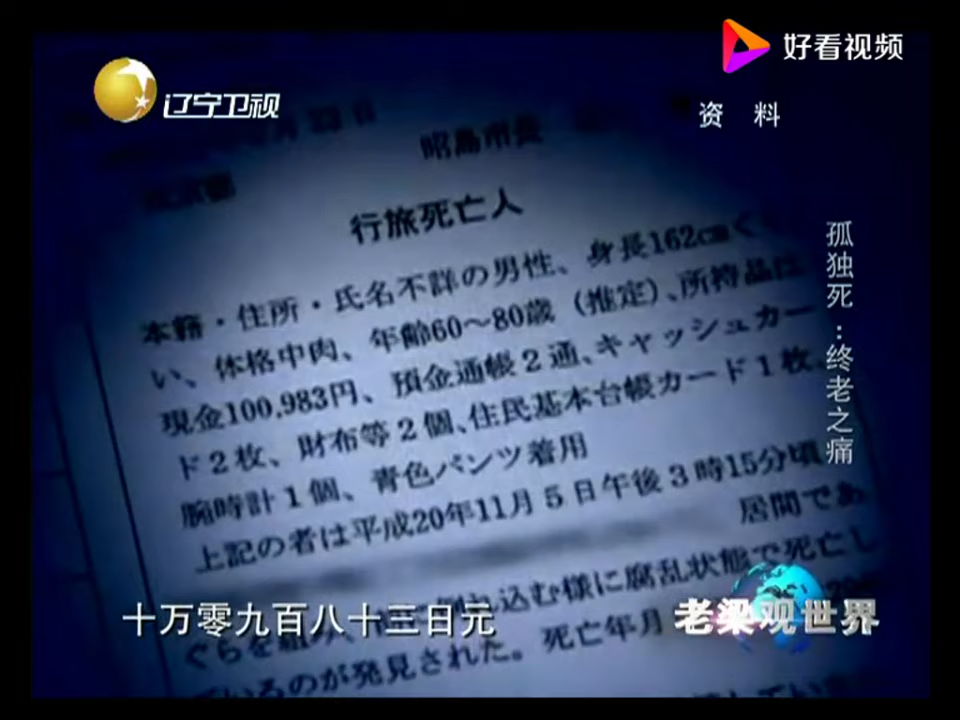 好看视频
辽宁卫视
资 料
昭島市長
行旅死亡人
本籍・住所・氏名不詳の男性、身長162cmく
い、体格中肉、年齢60〜80歳（推定）、所持品は
現金100,983円、預金通帳２通、キャッシュカー
ド２枚、財布等２個、住民基本台帳カード１枚
腕時計１個、青色パンツ着用
上記の者は平成20年11月５日午後３時15分頃
居間であ
ぐらを
込む様に腐乱状態で死亡し
ているのが発見された。死亡年月
孤独死：终老之痛
十万零九百八十三日元
老梁观世界